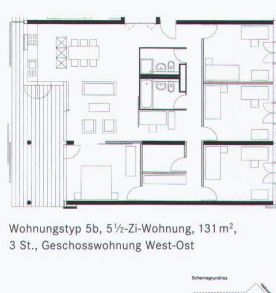 Wohnungstyp 5b, 5½-Zi-Wohnung, 131 m²,
3 St., Geschosswohnung West-Ost
Schemagrundriss